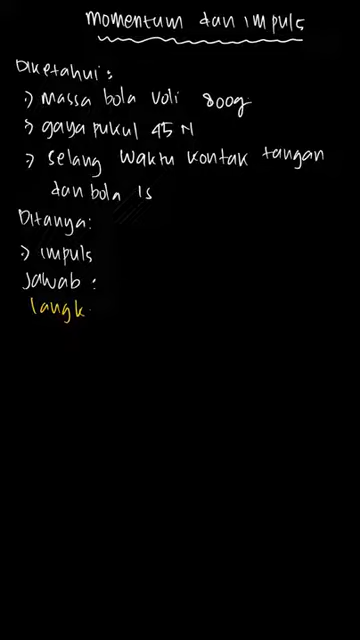 momentum dan impuls
Diketahui :
:) massa bola voli 800g
:) gaya pukul 45 N
:) selang waktu kontak tangan
dan bola 1s
Ditanya:
:) impuls
Jawab :
langk